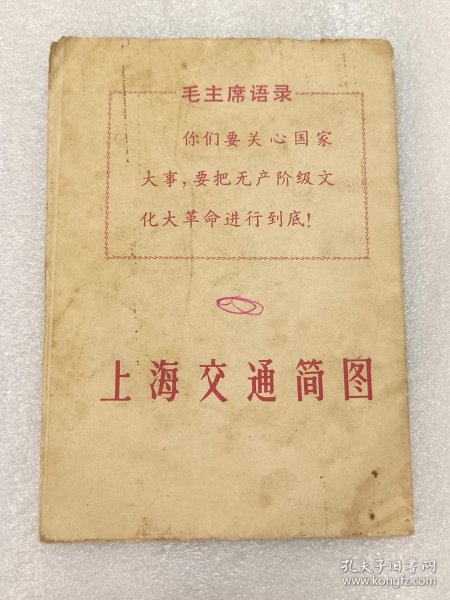 毛主席语录
你们要关心国家
大事，要把无产阶级文
化大革命进行到底！
上海交通简图
孔夫子旧书网
www.kongfz.com